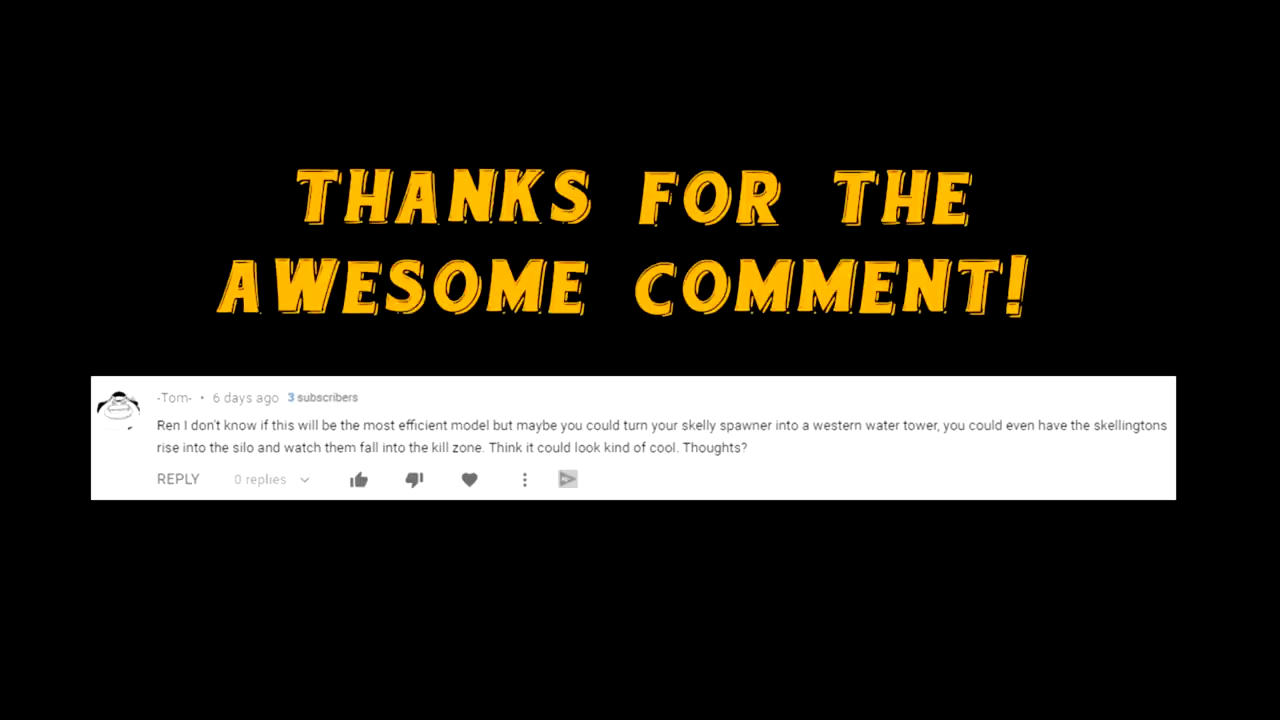 THANKS FOR THE
AWESOME COMMENT!
-Tom- • 6 days ago 3 subscribers
Ren I don't know if this will be the most efficient model but maybe you could turn your skelly spawner into a western water tower, you could even have the skellingtons
rise into the silo and watch them fall into the kill zone. Think it could look kind of cool. Thoughts?
REPLY 0 replies